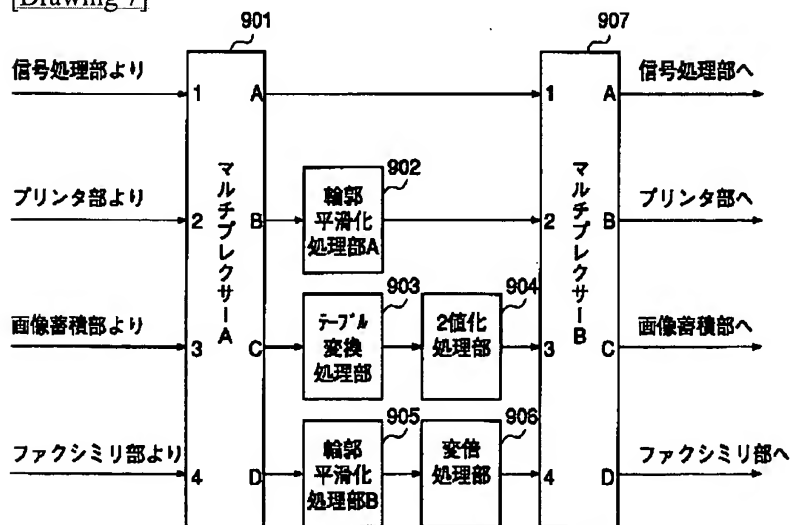 [Drawing 7]
901
907
信号処理部より
1
A
1
A
信号処理部へ
902
プリンタ部より
2
B
輪郭
平滑化
処理部A
2
B
プリンタ部へ
マルチプレクサーA
マルチプレクサーB
903
904
画像蓄積部より
3
C
テーブル
変換
処理部
2値化
処理部
3
C
画像蓄積部へ
905
906
ファクシミリ部より
4
D
輪郭
平滑化
処理部B
変倍
処理部
4
D
ファクシミリ部へ